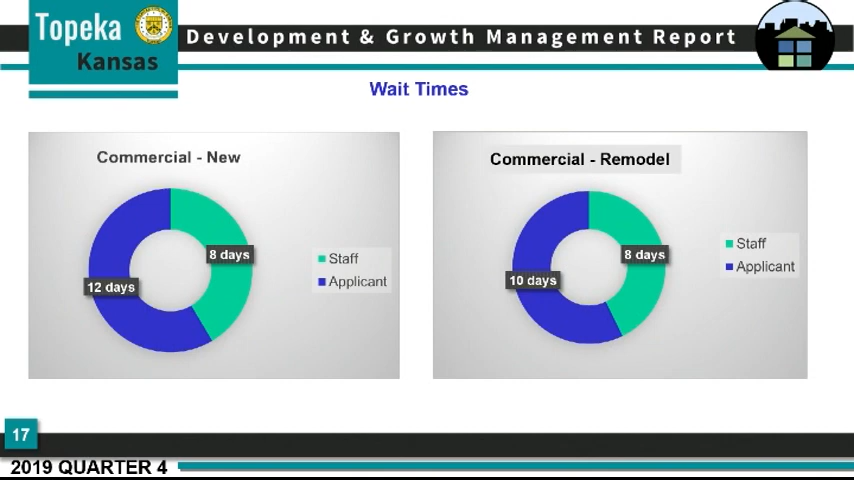 Topeka
Kansas
Development & Growth Management Report
Wait Times
Commercial - New
8 days
12 days
Staff
Applicant
Commercial - Remodel
8 days
10 days
Staff
Applicant
17
2019 QUARTER 4